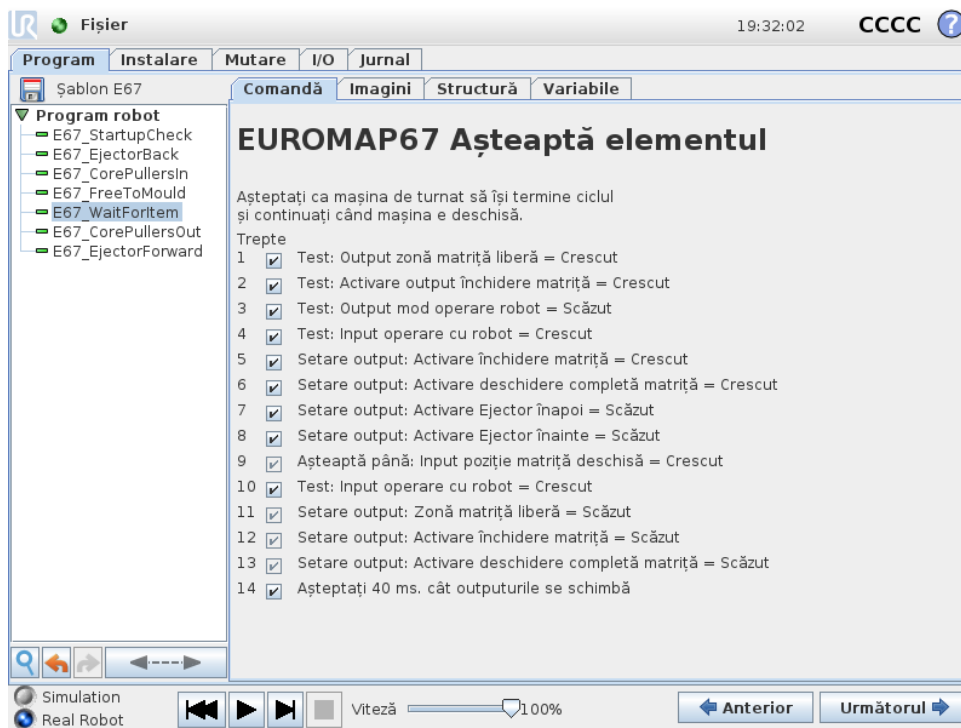 UR Fișier 19:32:02 CCCC ?
Program Instalare Mutare I/O Jurnal
Șablon E67
Comandă Imagini Structură Variabile
Program robot
E67_StartupCheck
E67_EjectorBack
E67_CorePullersIn
E67_FreeToMould
E67_WaitForItem
E67_CorePullersOut
E67_EjectorForward
EUROMAP67 Așteaptă elementul
Așteptați ca mașina de turnat să își termine ciclul
și continuați când mașina e deschisă.
Trepte
1 Test: Output zonă matriță liberă = Crescut
2 Test: Activare output închidere matriță = Crescut
3 Test: Output mod operare robot = Scăzut
4 Test: Input operare cu robot = Crescut
5 Setare output: Activare închidere matriță = Crescut
6 Setare output: Activare deschidere completă matriță = Crescut
7 Setare output: Activare Ejector înapoi = Scăzut
8 Setare output: Activare Ejector înainte = Scăzut
9 Așteaptă până: Input poziție matriță deschisă = Crescut
10 Test: Input operare cu robot = Crescut
11 Setare output: Zonă matriță liberă = Scăzut
12 Setare output: Activare închidere matriță = Scăzut
13 Setare output: Activare deschidere completă matriță = Scăzut
14 Așteptați 40 ms. cât outputurile se schimbă
Simulation
Real Robot
Viteză 100%
Anterior Următorul